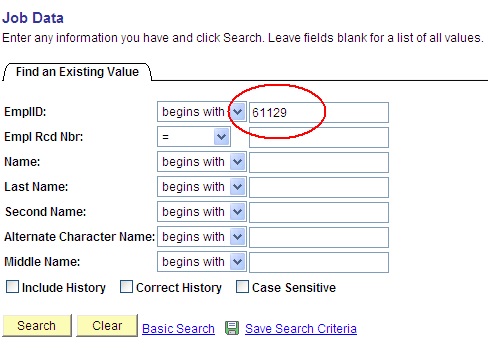 Job Data
Enter any information you have and click Search. Leave fields blank for a list of all values.
Find an Existing Value
EmplID: begins with 61129
Empl Rcd Nbr: =
Name: begins with
Last Name: begins with
Second Name: begins with
Alternate Character Name: begins with
Middle Name: begins with
Include History Correct History Case Sensitive
Search Clear Basic Search Save Search Criteria